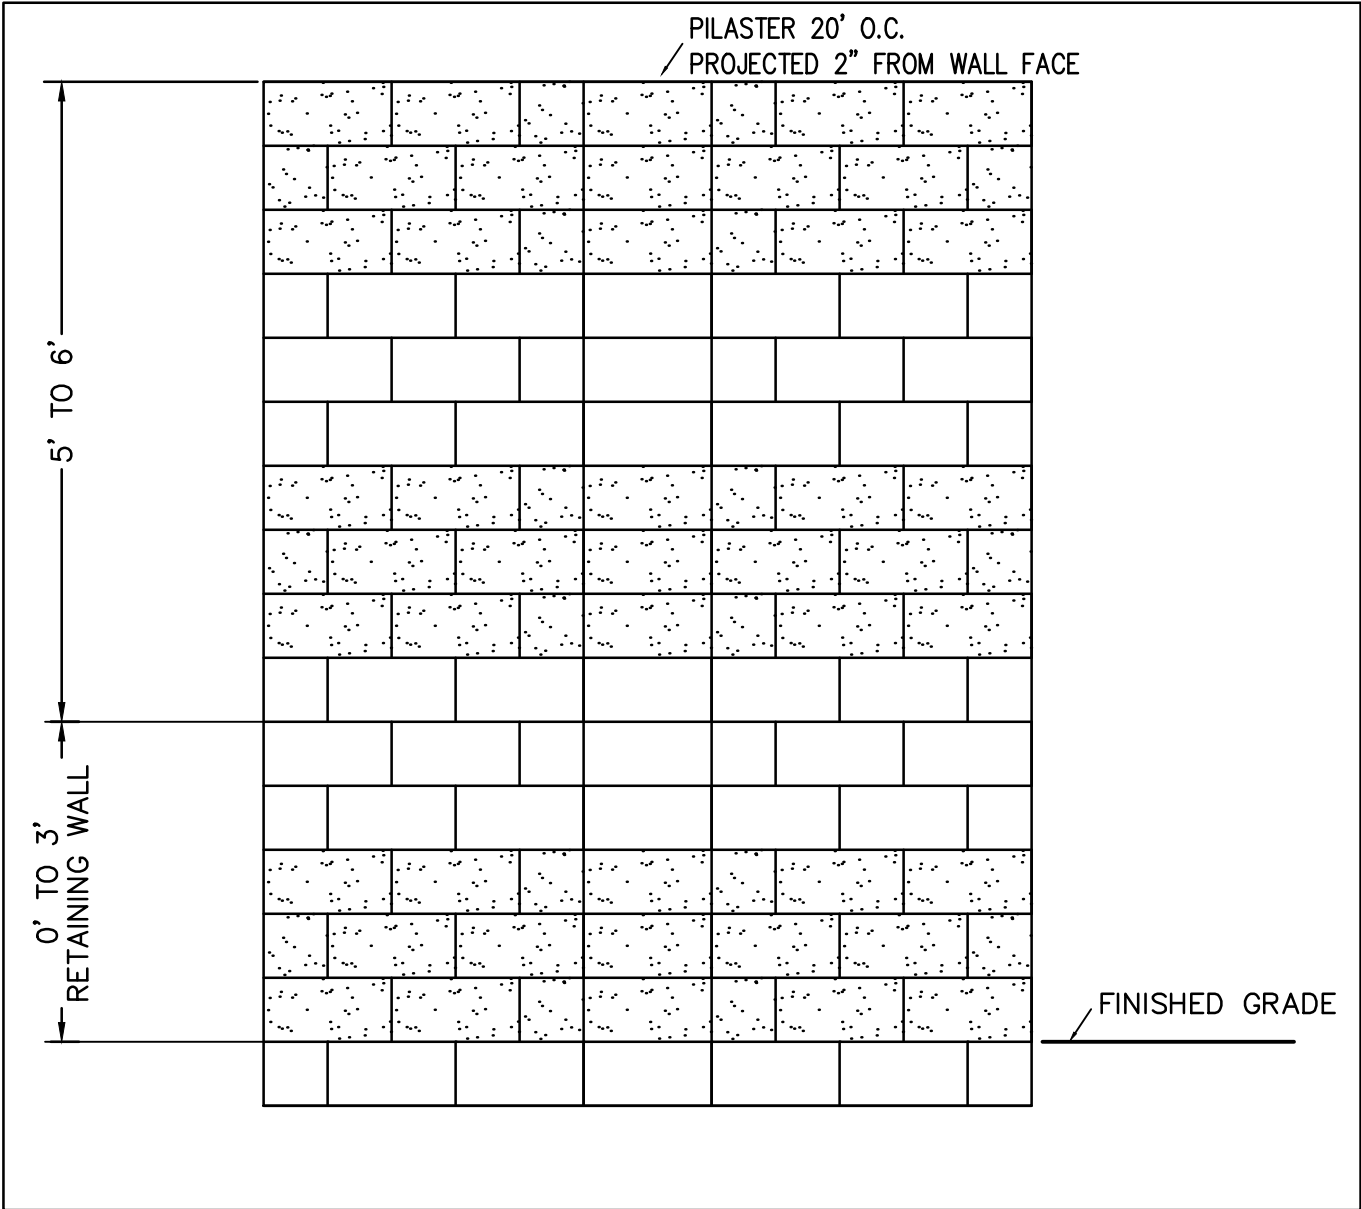 PILASTER 20' O.C.
PROJECTED 2" FROM WALL FACE
5' TO 6'
0' TO 3'
RETAINING WALL
FINISHED GRADE